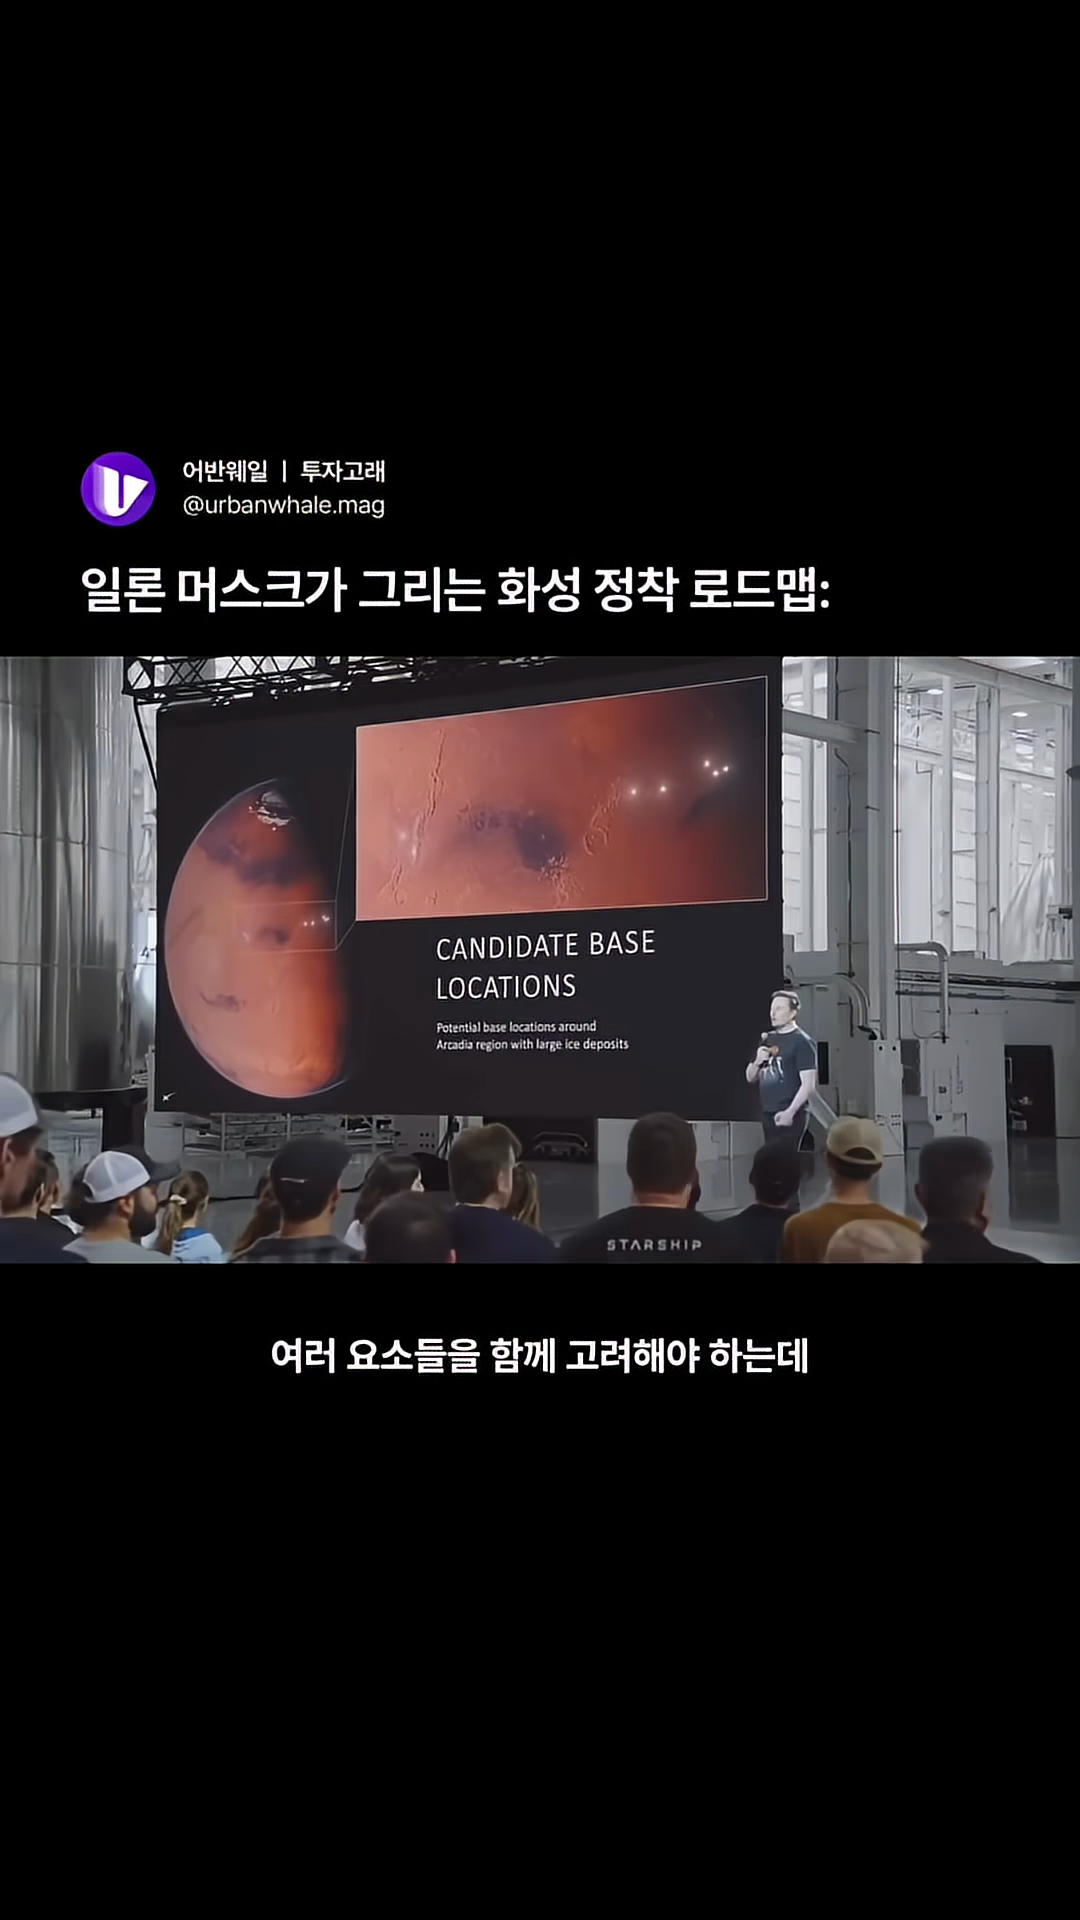 어반웨일 | 투자고래
@urbanwhale.mag
일론 머스크가 그리는 화성 정착 로드맵:
CANDIDATE BASE
LOCATIONS
Potential base locations around
Arcadia region with large ice deposits
STARSHIP
여러 요소들을 함께 고려해야 하는데